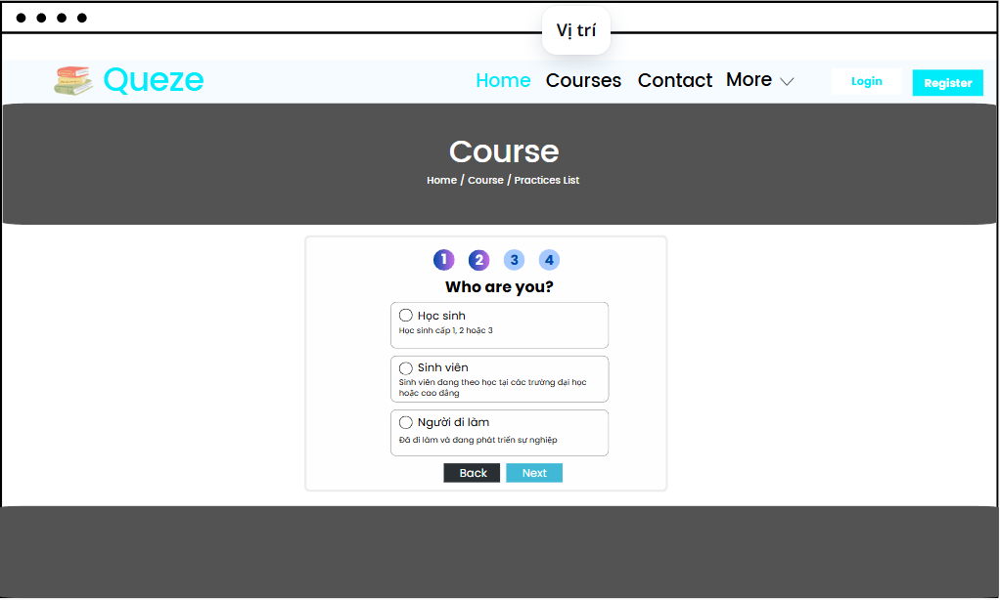 Vị trí
Queze
Home Courses Contact More
Login
Register
Course
Home / Course / Practices List
1 2 3 4
Who are you?
Học sinh
Học sinh cấp 1, 2 hoặc 3
Sinh viên
Sinh viên đang theo học tại các trường đại học
hoặc cao đẳng
Người đi làm
Đã đi làm và đang phát triển sự nghiệp
Back Next